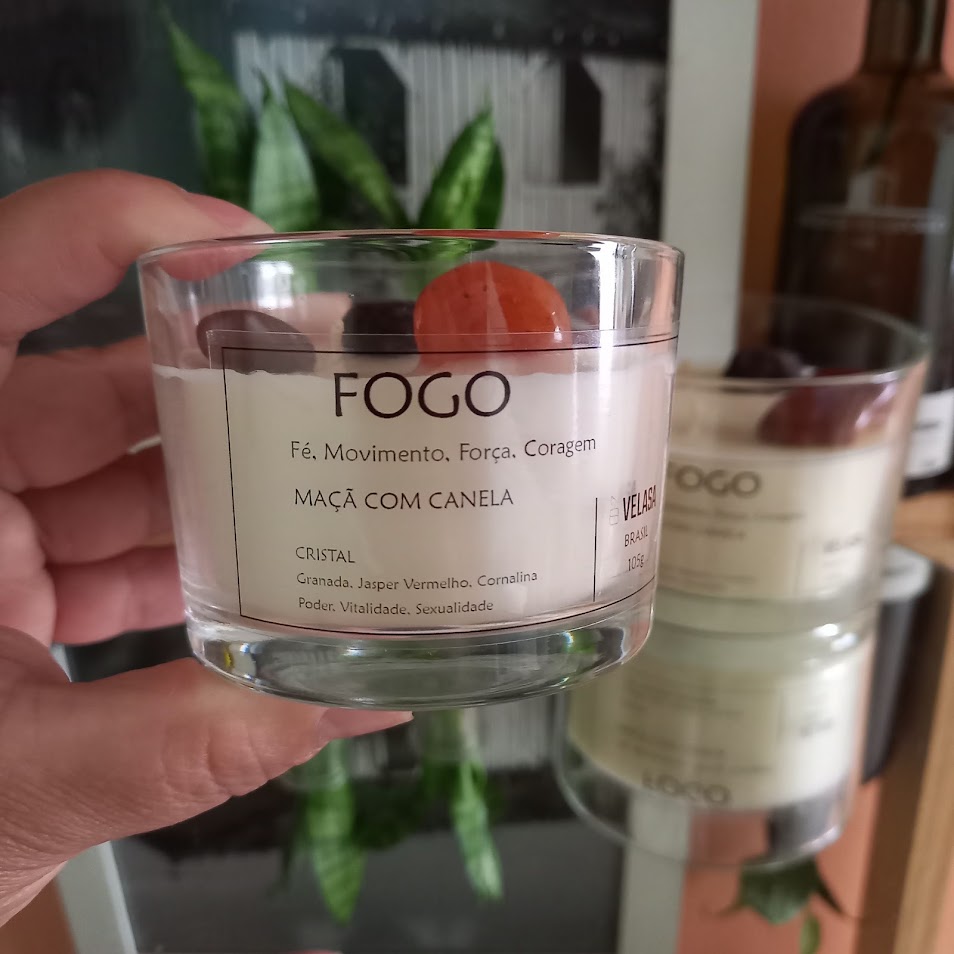 FOGO
Fé, Movimento, Força, Coragem
MAÇÃ COM CANELA
CRISTAL
Granada, Jasper Vermelho, Cornalina
Poder, Vitalidade, Sexualidade
VELASA
BRASIL
105g
FOGO